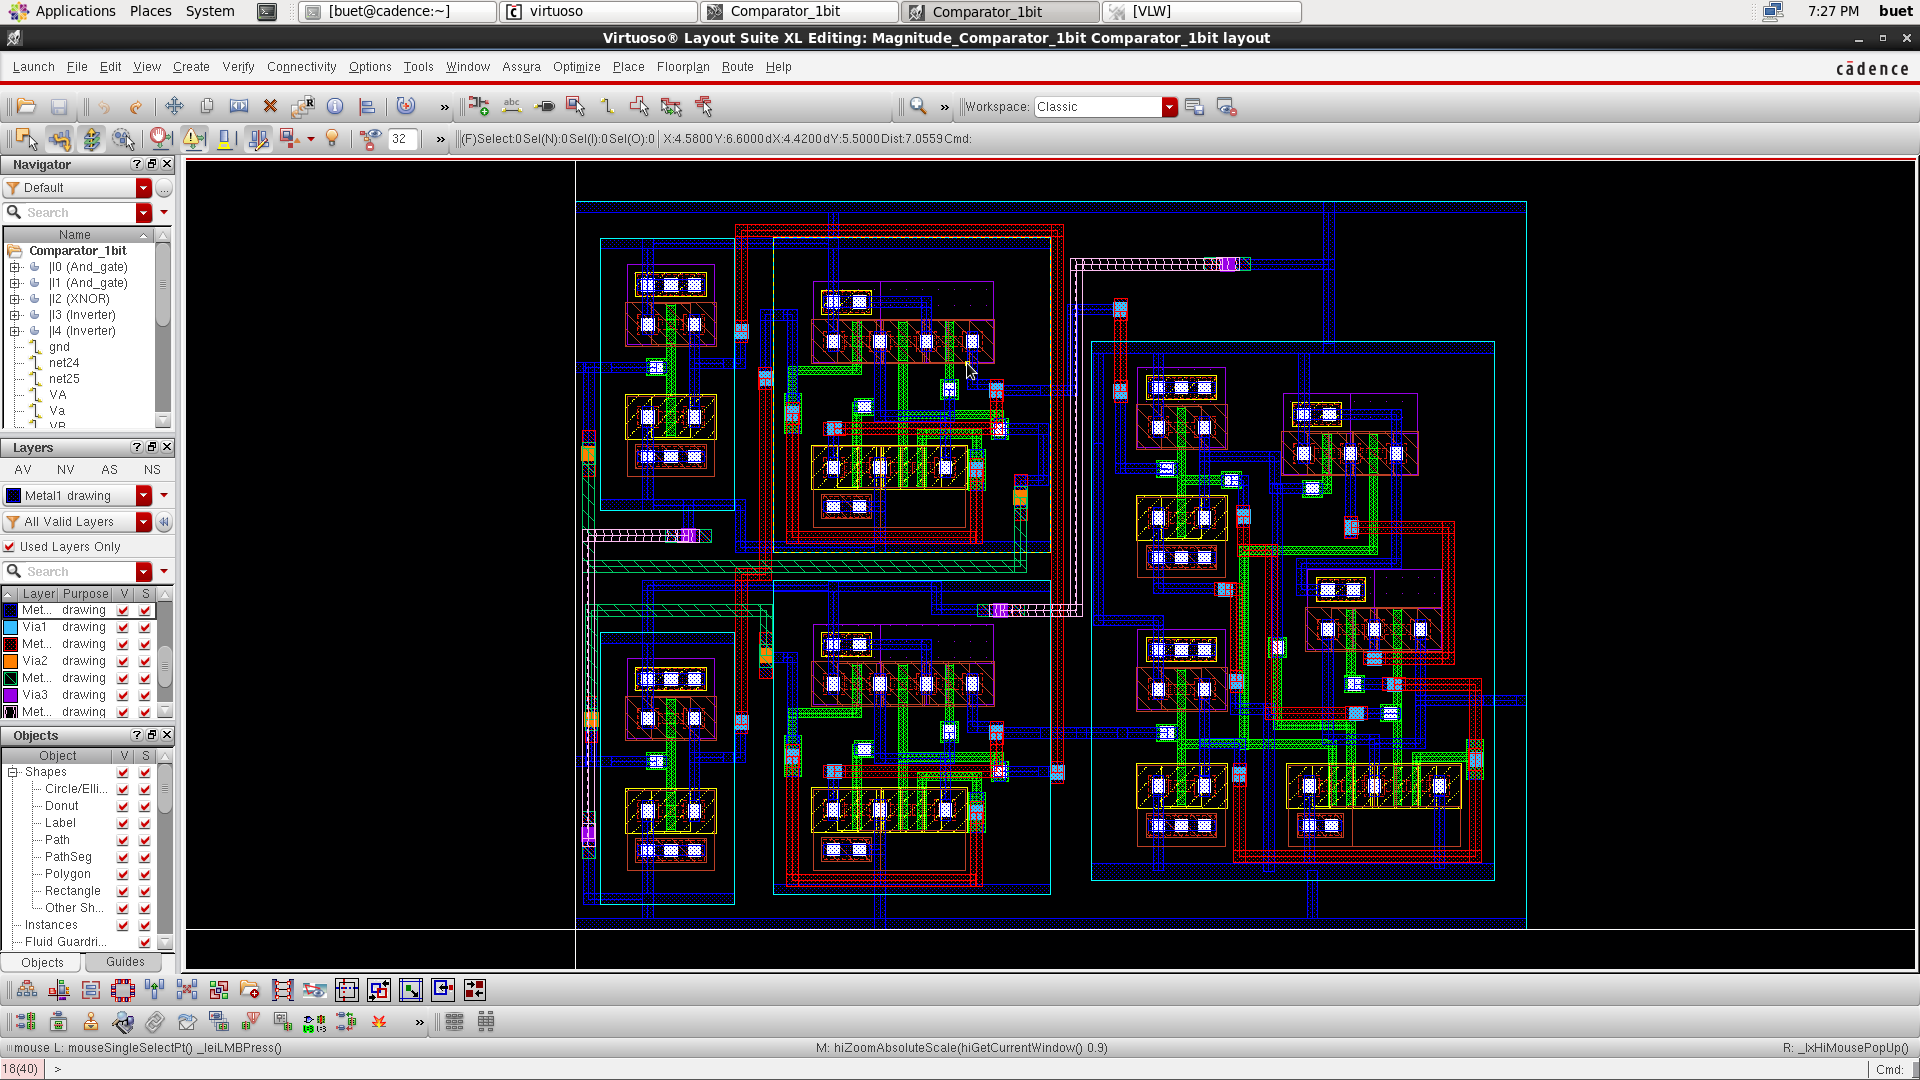 Applications Places System [buet@cadence:~] virtuoso Comparator_1bit Comparator_1bit [VLW] 7:27 PM buet
Virtuoso® Layout Suite XL Editing: Magnitude_Comparator_1bit Comparator_1bit layout
Launch File Edit View Create Verify Connectivity Options Tools Window Assura Optimize Place Floorplan Route Help cādence
» » » Workspace: Classic
32 » (F)Select:0 Sel(N):0 Sel(I):0 Sel(O):0 X:4.5800 Y:6.6000 dX:4.4200 dY:5.5000 Dist:7.0559 Cmd:
Navigator
Default
Search
Name
Comparator_1bit
|I0 (And_gate)
|I1 (And_gate)
|I2 (XNOR)
|I3 (Inverter)
|I4 (Inverter)
gnd
net24
net25
VA
Va
VB
Layers
AV NV AS NS
Metal1 drawing
All Valid Layers
Used Layers Only
Search
Layer Purpose V S
Met... drawing
Via1 drawing
Met... drawing
Via2 drawing
Met... drawing
Via3 drawing
Met... drawing
Objects
Object V S
Shapes
Circle/Elli...
Donut
Label
Path
PathSeg
Polygon
Rectangle
Other Sh...
Instances
Fluid Guardri...
Objects Guides
»
mouse L: mouseSingleSelectPt() _leiLMBPress() M: hiZoomAbsoluteScale(hiGetCurrentWindow() 0.9) R: _lxHiMousePopUp()
18(40) > Cmd: